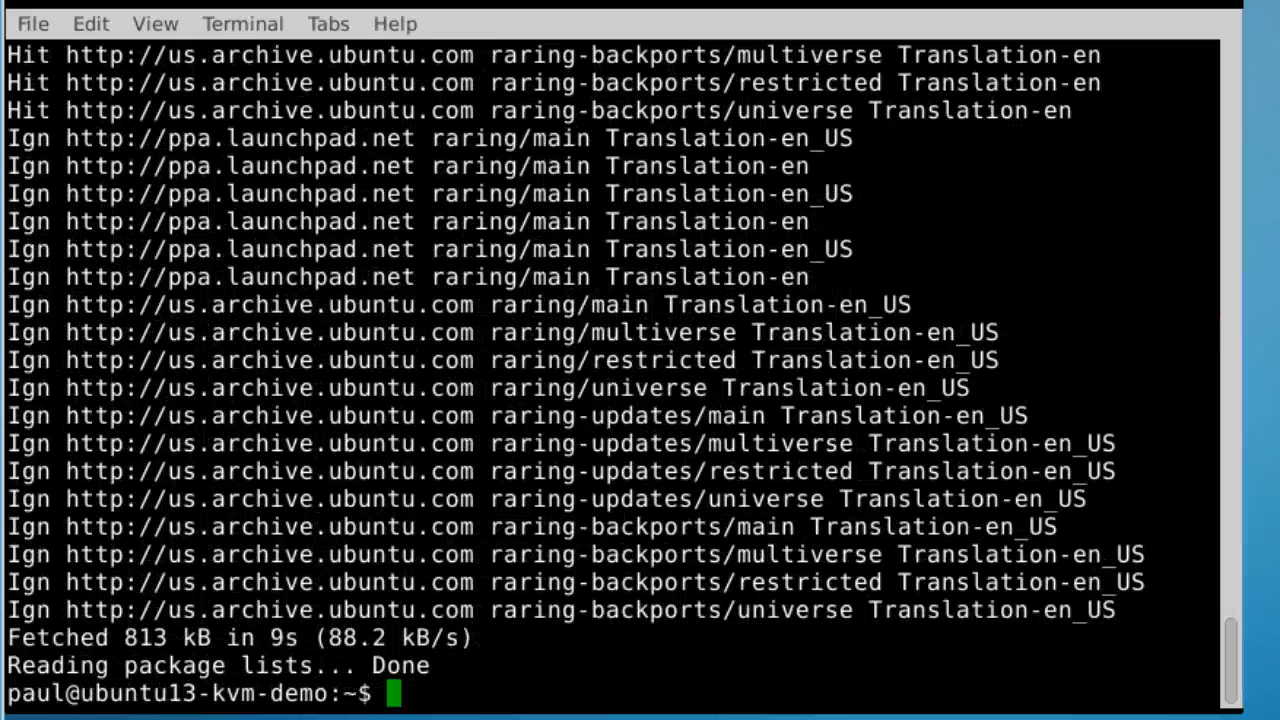 File Edit View Terminal Tabs Help
Hit http://us.archive.ubuntu.com raring-backports/multiverse Translation-en
Hit http://us.archive.ubuntu.com raring-backports/restricted Translation-en
Hit http://us.archive.ubuntu.com raring-backports/universe Translation-en
Ign http://ppa.launchpad.net raring/main Translation-en_US
Ign http://ppa.launchpad.net raring/main Translation-en
Ign http://ppa.launchpad.net raring/main Translation-en_US
Ign http://ppa.launchpad.net raring/main Translation-en
Ign http://ppa.launchpad.net raring/main Translation-en_US
Ign http://ppa.launchpad.net raring/main Translation-en
Ign http://us.archive.ubuntu.com raring/main Translation-en_US
Ign http://us.archive.ubuntu.com raring/multiverse Translation-en_US
Ign http://us.archive.ubuntu.com raring/restricted Translation-en_US
Ign http://us.archive.ubuntu.com raring/universe Translation-en_US
Ign http://us.archive.ubuntu.com raring-updates/main Translation-en_US
Ign http://us.archive.ubuntu.com raring-updates/multiverse Translation-en_US
Ign http://us.archive.ubuntu.com raring-updates/restricted Translation-en_US
Ign http://us.archive.ubuntu.com raring-updates/universe Translation-en_US
Ign http://us.archive.ubuntu.com raring-backports/main Translation-en_US
Ign http://us.archive.ubuntu.com raring-backports/multiverse Translation-en_US
Ign http://us.archive.ubuntu.com raring-backports/restricted Translation-en_US
Ign http://us.archive.ubuntu.com raring-backports/universe Translation-en_US
Fetched 813 kB in 9s (88.2 kB/s)
Reading package lists... Done
paul@ubuntu13-kvm-demo:~$